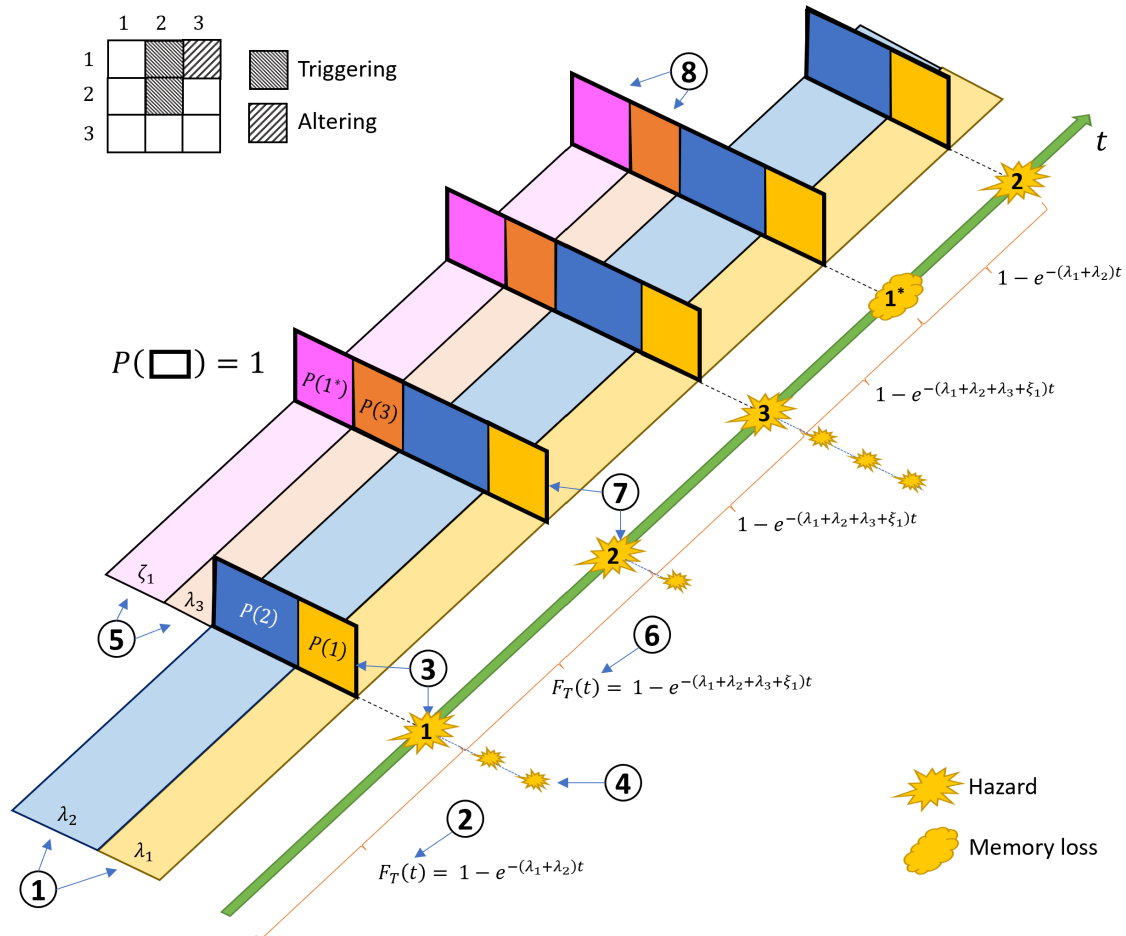 1 2 3
1
2
3
Triggering
Altering
8
t
2
1 − e^{−(λ₁+λ₂)t}
1*
P(▭) = 1
1 − e^{−(λ₁+λ₂+λ₃+ξ₁)t}
P(1*)
P(3)
3
7
1 − e^{−(λ₁+λ₂+λ₃+ξ₁)t}
2
ζ₁
λ₃
5
P(2)
P(1)
3
6
F_T(t) = 1 − e^{−(λ₁+λ₂+λ₃+ξ₁)t}
1
4
λ₂
λ₁
2
1
F_T(t) = 1 − e^{−(λ₁+λ₂)t}
Hazard
Memory loss